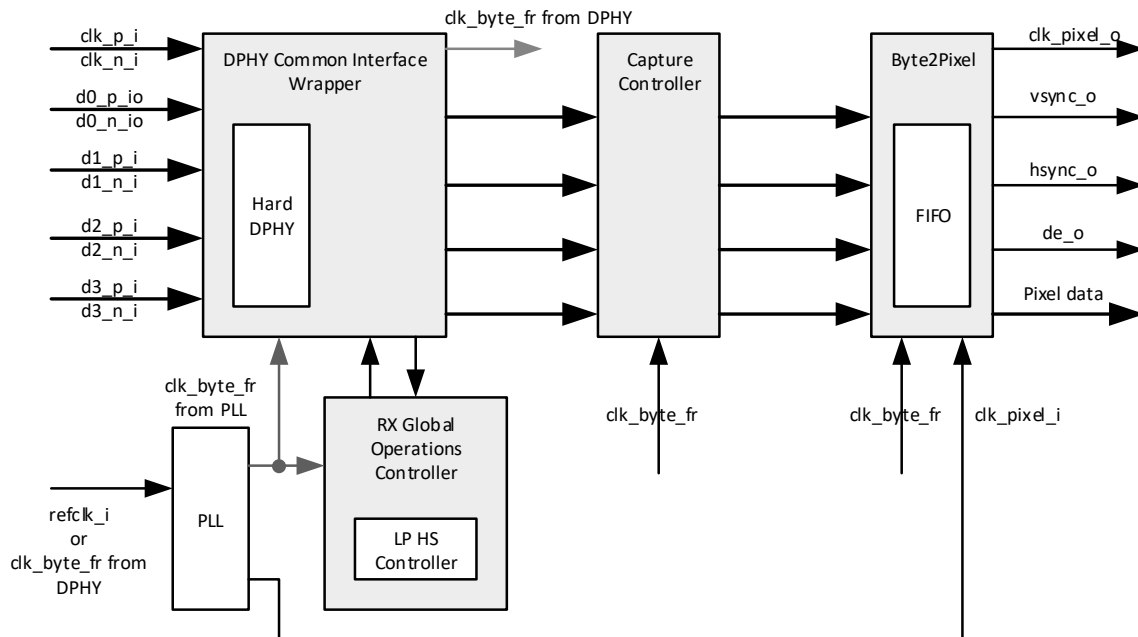 clk_byte_fr from DPHY
clk_p_i
clk_n_i
d0_p_io
d0_n_io
d1_p_i
d1_n_i
d2_p_i
d2_n_i
d3_p_i
d3_n_i
DPHY Common Interface
Wrapper
Hard
DPHY
Capture
Controller
Byte2Pixel
FIFO
clk_pixel_o
vsync_o
hsync_o
de_o
Pixel data
clk_byte_fr
from PLL
RX Global
Operations
Controller
LP HS
Controller
clk_byte_fr
clk_byte_fr
clk_pixel_i
PLL
refclk_i
or
clk_byte_fr from
DPHY